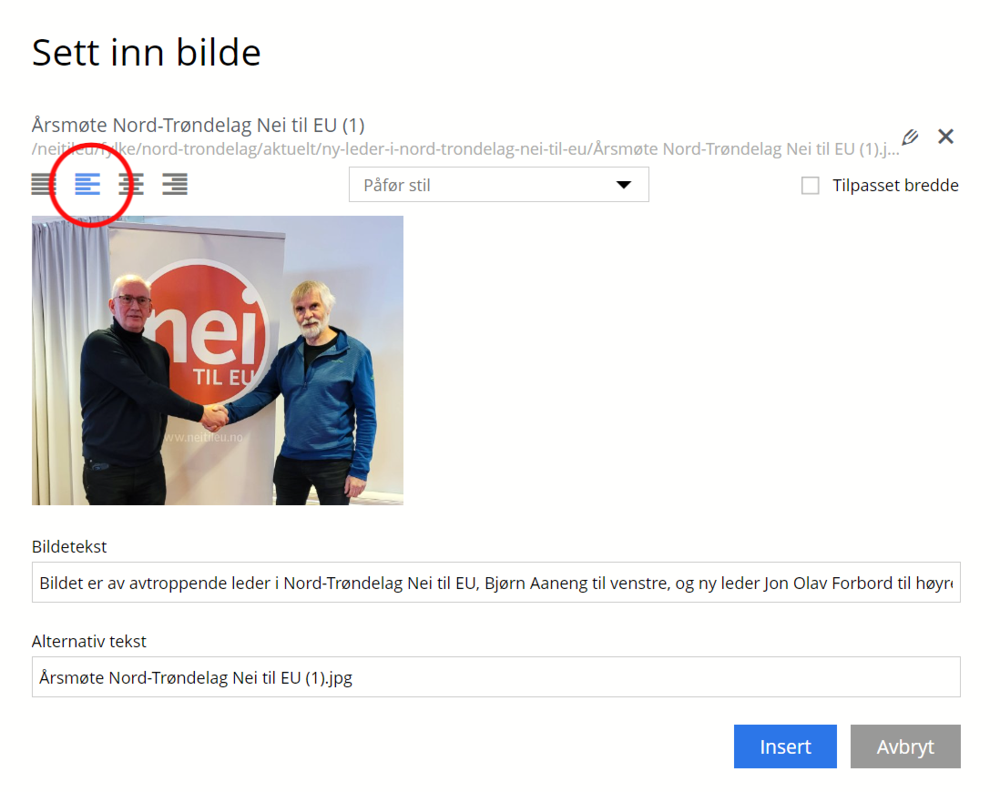 Sett inn bilde
Årsmøte Nord-Trøndelag Nei til EU (1)
/neitileu/fylke/nord-trondelag/aktuelt/ny-leder-i-nord-trondelag-nei-til-eu/Årsmøte Nord-Trøndelag Nei til EU (1).j...
Påfør stil
Tilpasset bredde
nei
TIL EU
www.neitileu.no
Bildetekst
Bildet er av avtroppende leder i Nord-Trøndelag Nei til EU, Bjørn Aaneng til venstre, og ny leder Jon Olav Forbord til høyre
Alternativ tekst
Årsmøte Nord-Trøndelag Nei til EU (1).jpg
Insert
Avbryt